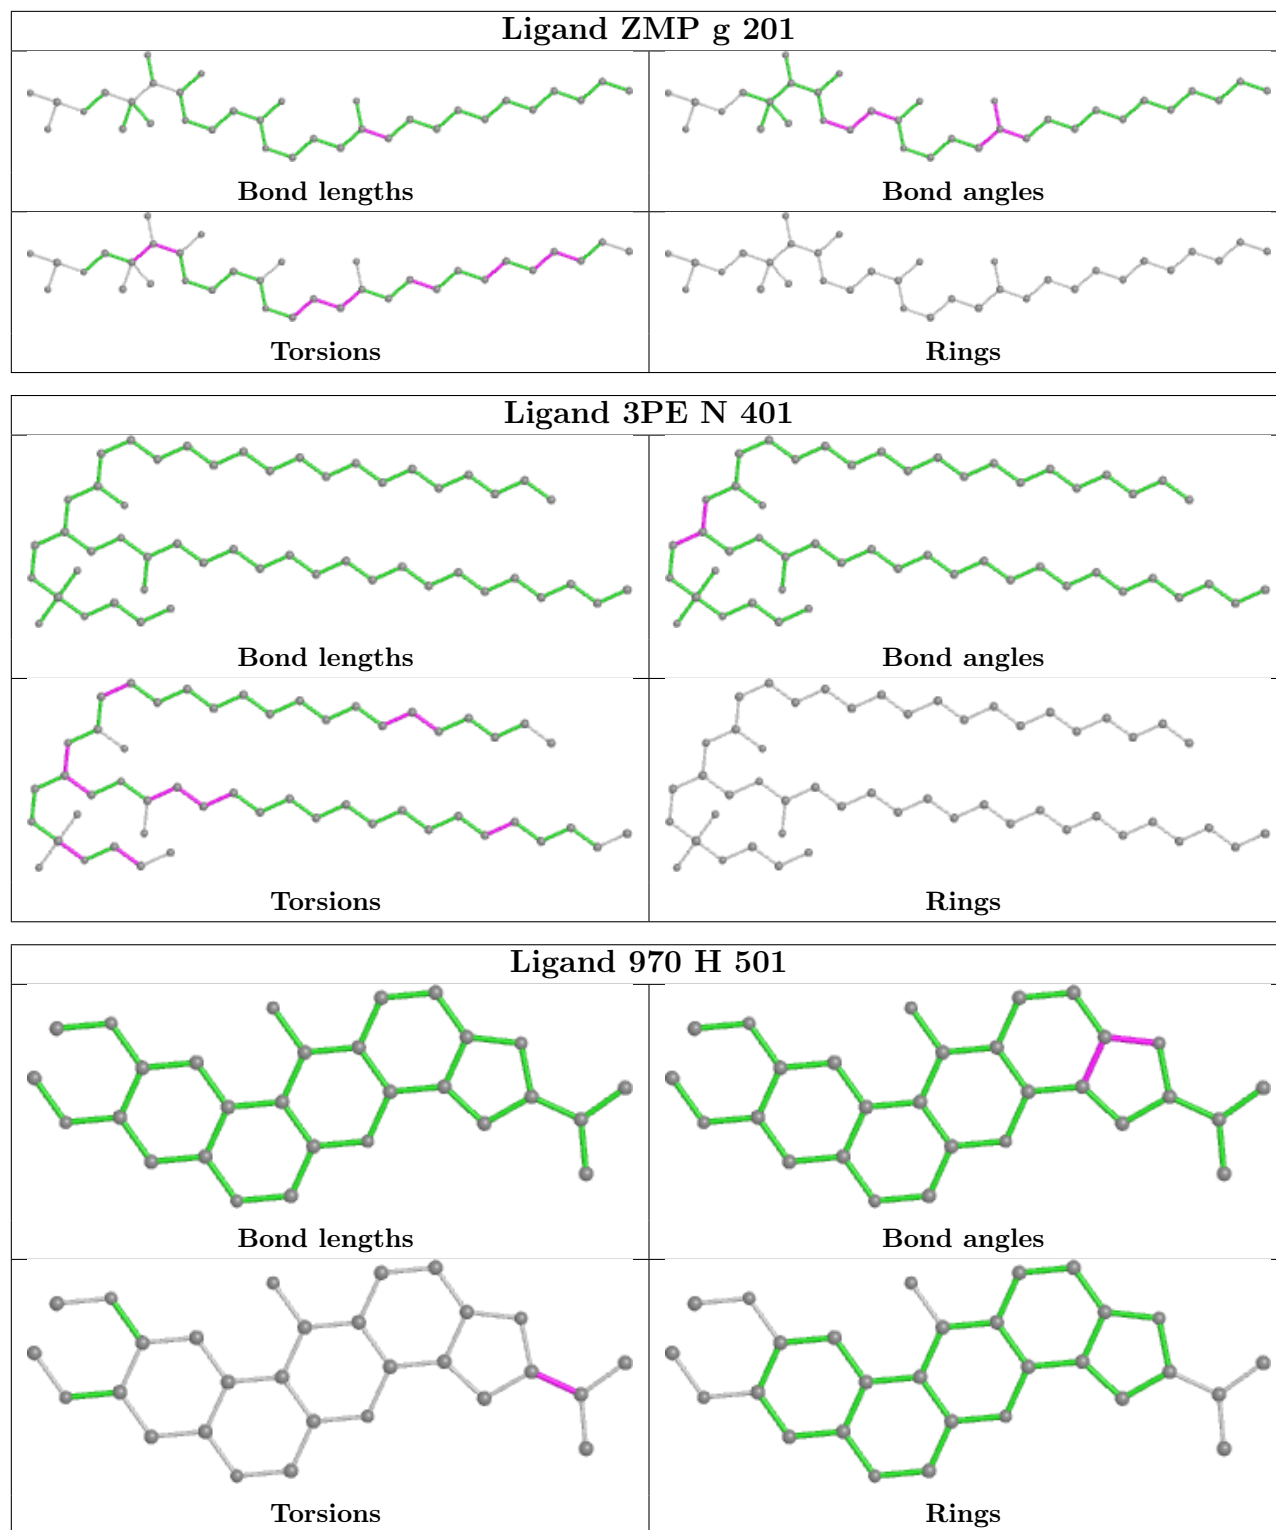 Ligand ZMP g 201
Bond lengths
Bond angles
Torsions
Rings
Ligand 3PE N 401
Bond lengths
Bond angles
Torsions
Rings
Ligand 970 H 501
Bond lengths
Bond angles
Torsions
Rings